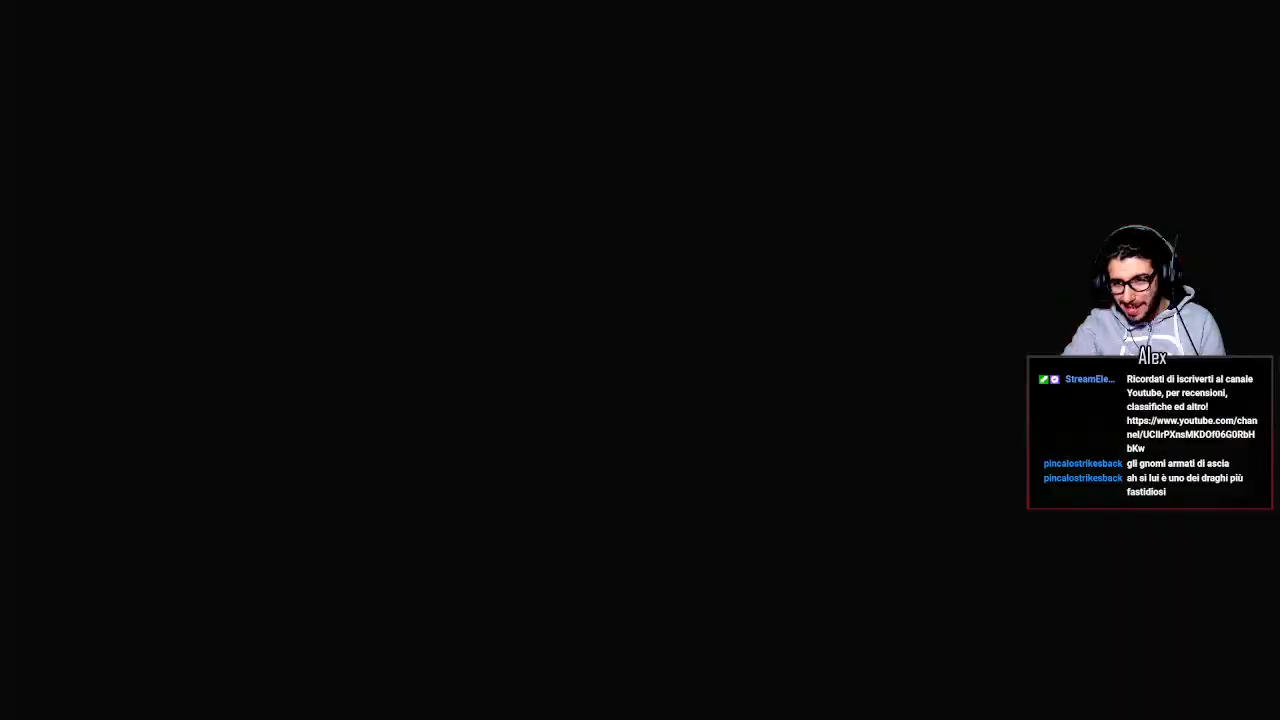 Alex
StreamEle... Ricordati di iscriverti al canale
Youtube, per recensioni,
classifiche ed altro!
https://www.youtube.com/chan
nel/UCIIrPXnsMKDOf06G0RbH
bKw
pincalostrikesback gli gnomi armati di ascia
pincalostrikesback ah si lui è uno dei draghi più
fastidiosi